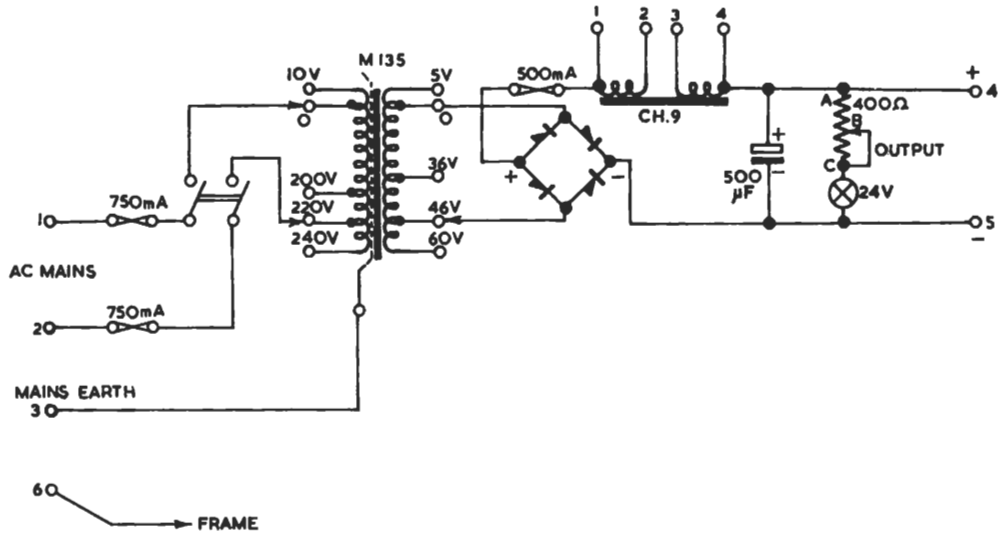 1 2 3 4
M135
10V 5V 500mA + 4
O O CH.9 A 400Ω
B
36V + OUTPUT
200V + - 500 μF - C
750mA 220V 46V 24V
1
240V 60V 5
-
AC MAINS
750mA
2
MAINS EARTH
3
6
FRAME